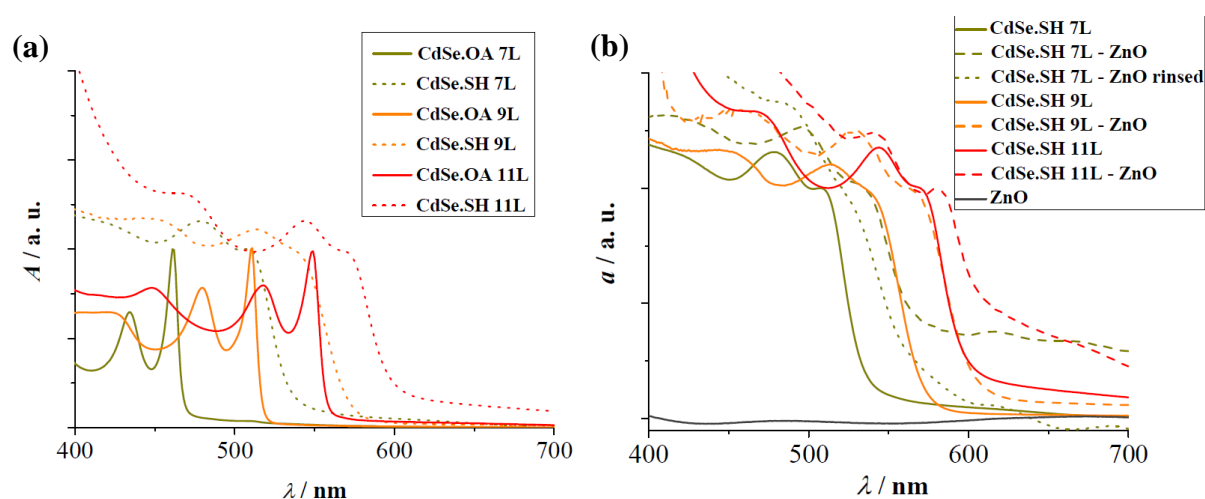 (a)
CdSe.OA 7L
CdSe.SH 7L
CdSe.OA 9L
CdSe.SH 9L
CdSe.OA 11L
CdSe.SH 11L
A / a. u.
400 500 600 700
λ / nm
(b)
CdSe.SH 7L
CdSe.SH 7L - ZnO
CdSe.SH 7L - ZnO rinsed
CdSe.SH 9L
CdSe.SH 9L - ZnO
CdSe.SH 11L
CdSe.SH 11L - ZnO
ZnO
a / a. u.
400 500 600 700
λ / nm